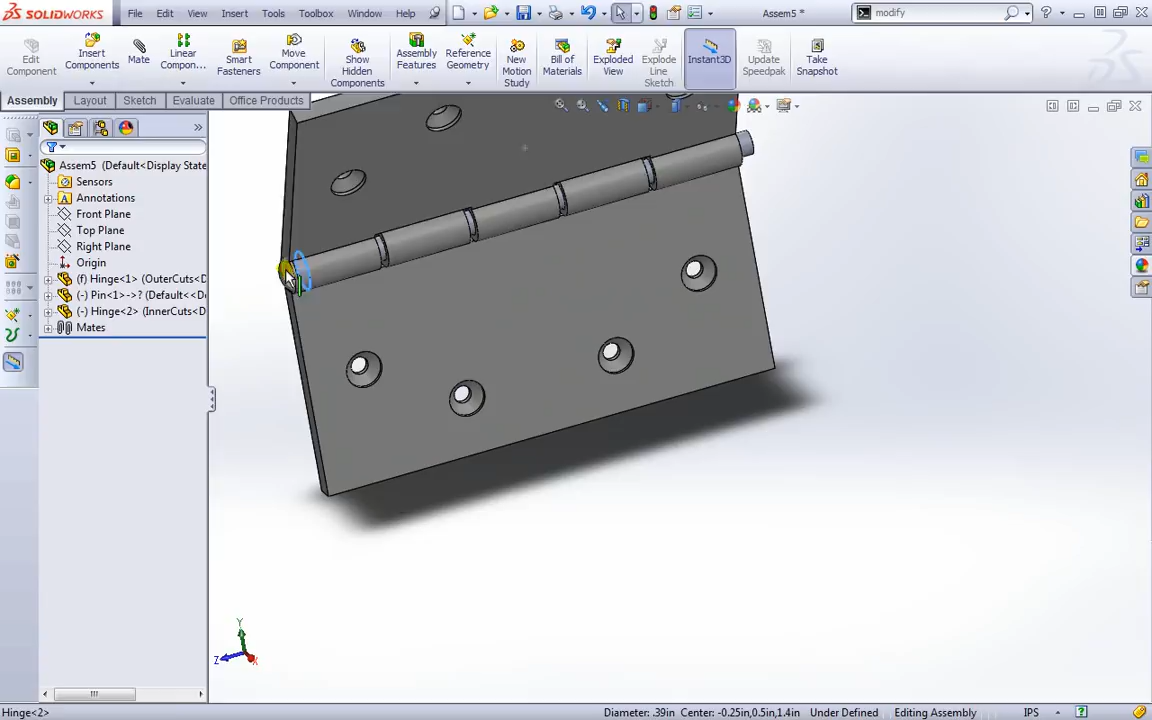 SOLIDWORKS File Edit View Insert Tools Toolbox Window Help Assem5 * modify
Edit Component
Insert Components
Mate
Linear Compon...
Smart Fasteners
Move Component
Show Hidden Components
Assembly Features
Reference Geometry
New Motion Study
Bill of Materials
Exploded View
Explode Line Sketch
Instant3D
Update Speedpak
Take Snapshot
Assembly Layout Sketch Evaluate Office Products
Assem5 (Default<Display State
Sensors
Annotations
Front Plane
Top Plane
Right Plane
Origin
(f) Hinge<1> (OuterCuts<D
(-) Pin<1>->? (Default<<D
(-) Hinge<2> (InnerCuts<D
Mates
Y
Z
X
Hinge<2> Diameter: .39in Center: -0.25in,0.5in,1.4in Under Defined Editing Assembly IPS